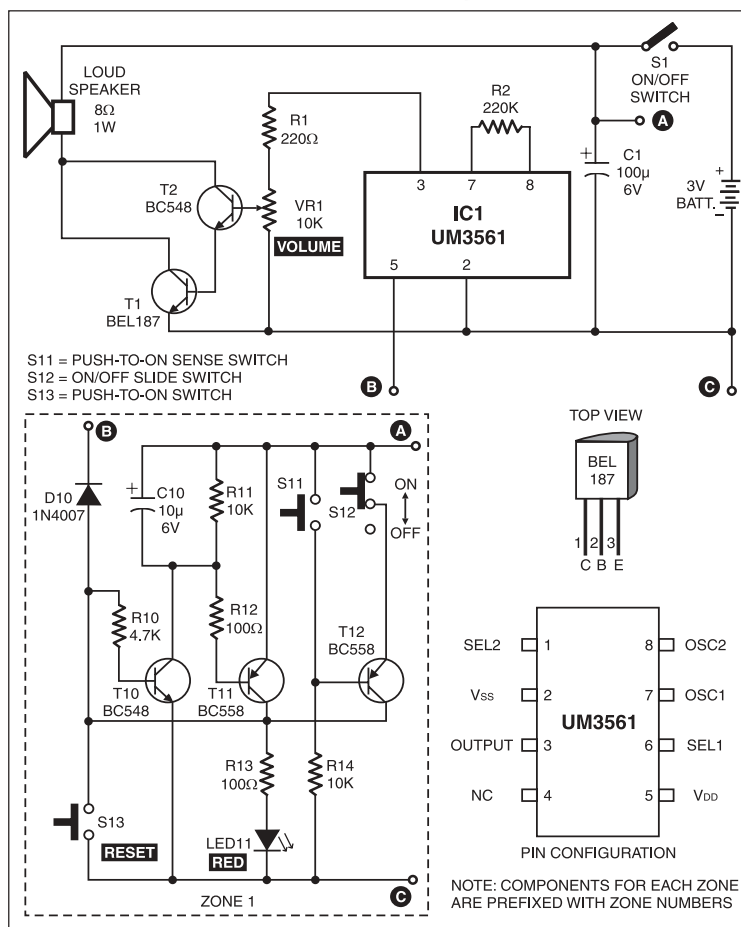 LOUD
SPEAKER
8Ω
1W
R1
220Ω
R2
220K
S1
ON/OFF
SWITCH
A
T2
BC548
VR1
10K
VOLUME
3
7
8
IC1
UM3561
5
2
+
C1
100µ
6V
3V
BATT.
+
–
T1
BEL187
S11 = PUSH-TO-ON SENSE SWITCH
S12 = ON/OFF SLIDE SWITCH
S13 = PUSH-TO-ON SWITCH
B
C
B
A
D10
1N4007
+
C10
10µ
6V
R11
10K
S11
S12
ON
OFF
R10
4.7K
R12
100Ω
T12
BC558
T10
BC548
T11
BC558
R13
100Ω
R14
10K
S13
RESET
LED11
RED
C
ZONE 1
TOP VIEW
BEL
187
1 2 3
C B E
SEL2 1 8 OSC2
VSS 2 7 OSC1
UM3561
OUTPUT 3 6 SEL1
NC 4 5 VDD
PIN CONFIGURATION
NOTE: COMPONENTS FOR EACH ZONE
ARE PREFIXED WITH ZONE NUMBERS